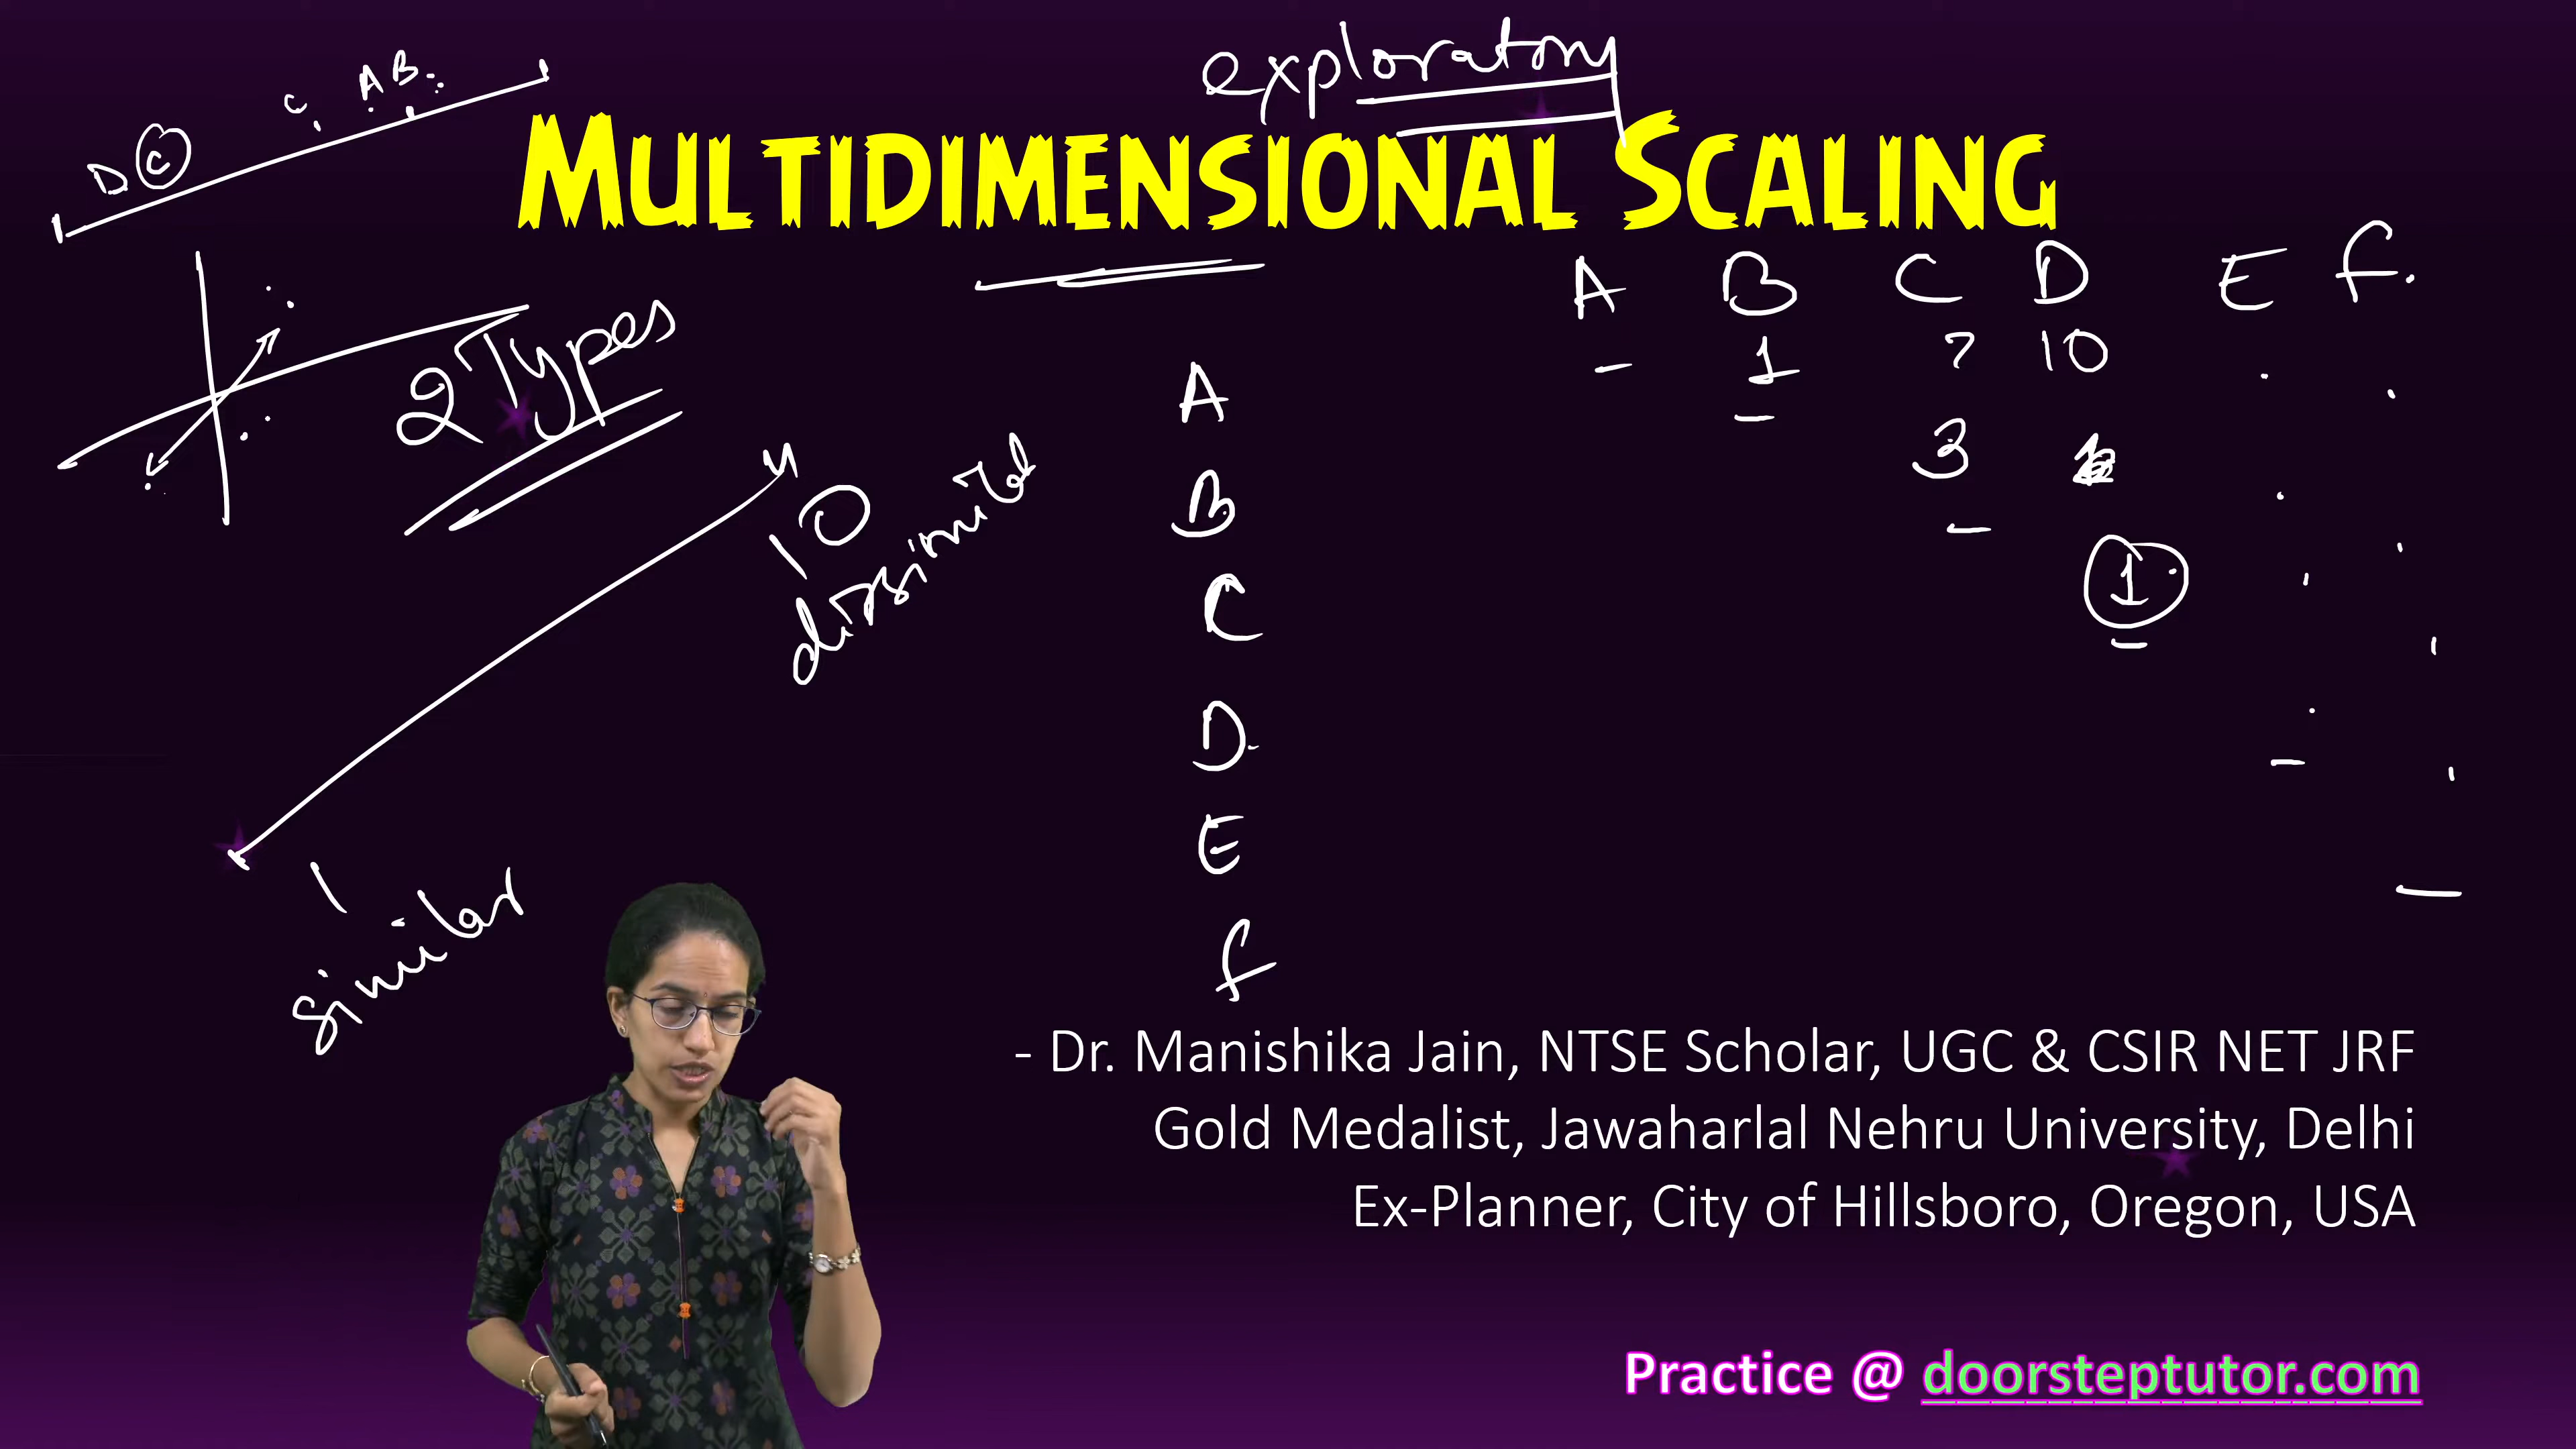 exploratory
D C C A B
MULTIDIMENSIONAL SCALING
2 Types
A B C D E F
A - 1 7 10
B 3
C 1
D
E
F
10
1
similar
- Dr. Manishika Jain, NTSE Scholar, UGC & CSIR NET JRF
Gold Medalist, Jawaharlal Nehru University, Delhi
Ex-Planner, City of Hillsboro, Oregon, USA
Practice @ doorsteptutor.com